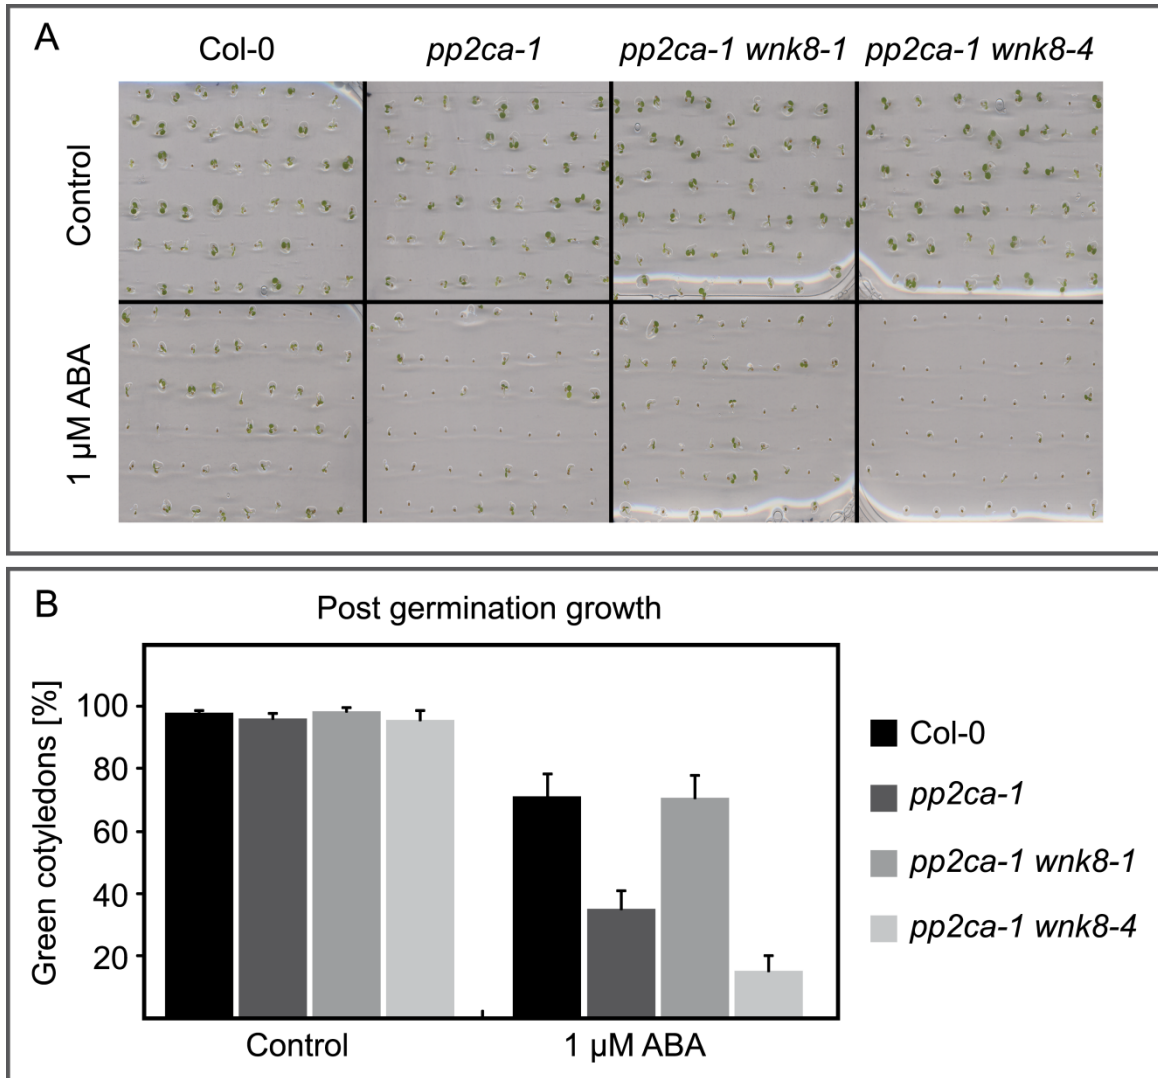 A
Col-0 pp2ca-1 pp2ca-1 wnk8-1 pp2ca-1 wnk8-4
Control
1 µM ABA
B
Post germination growth
Green cotyledons [%]
100
80
60
40
20
Control 1 µM ABA
Col-0
pp2ca-1
pp2ca-1 wnk8-1
pp2ca-1 wnk8-4